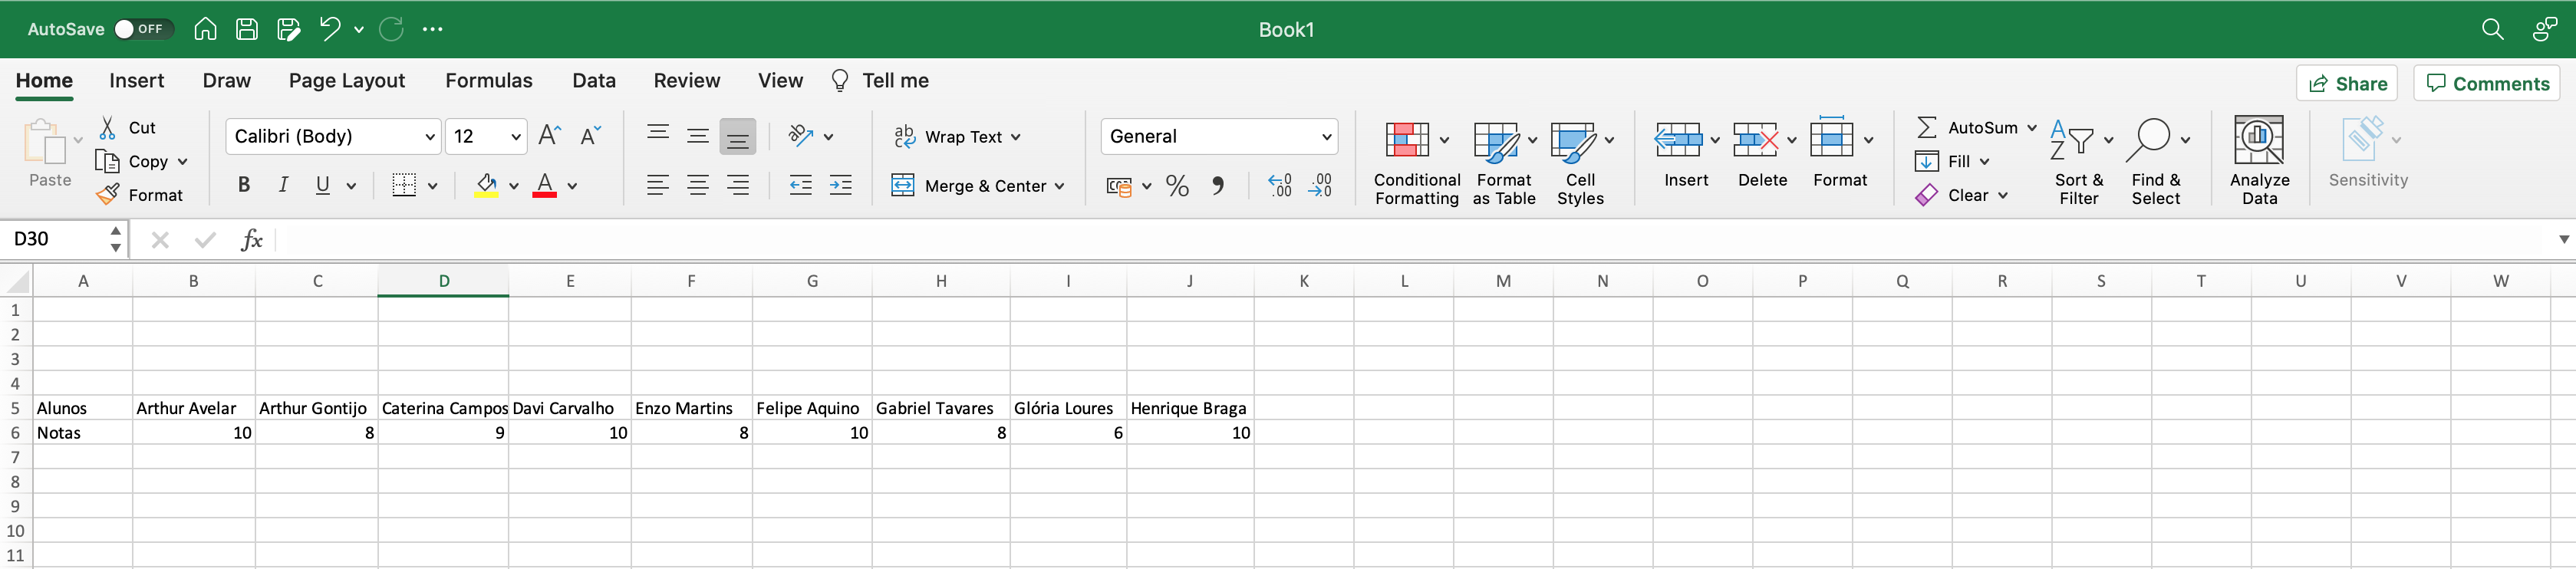 AutoSave OFF Book1
Home Insert Draw Page Layout Formulas Data Review View Tell me Share Comments
Paste
Cut
Copy
Format
Calibri (Body) 12
B I U
A A A
ab
c
Wrap Text
Merge & Center
General
% 
.00 .00
Conditional Formatting
Format as Table
Cell Styles
Insert
Delete
Format
AutoSum
Fill
Clear
Sort & Filter
Find & Select
Analyze Data
Sensitivity
D30 fx
A B C D E F G H I J K L M N O P Q R S T U V W
1
2
3
4
5 Alunos Arthur Avelar Arthur Gontijo Caterina Campos Davi Carvalho Enzo Martins Felipe Aquino Gabriel Tavares Glória Loures Henrique Braga
6 Notas 10 8 9 10 8 10 8 6 10
7
8
9
10
11